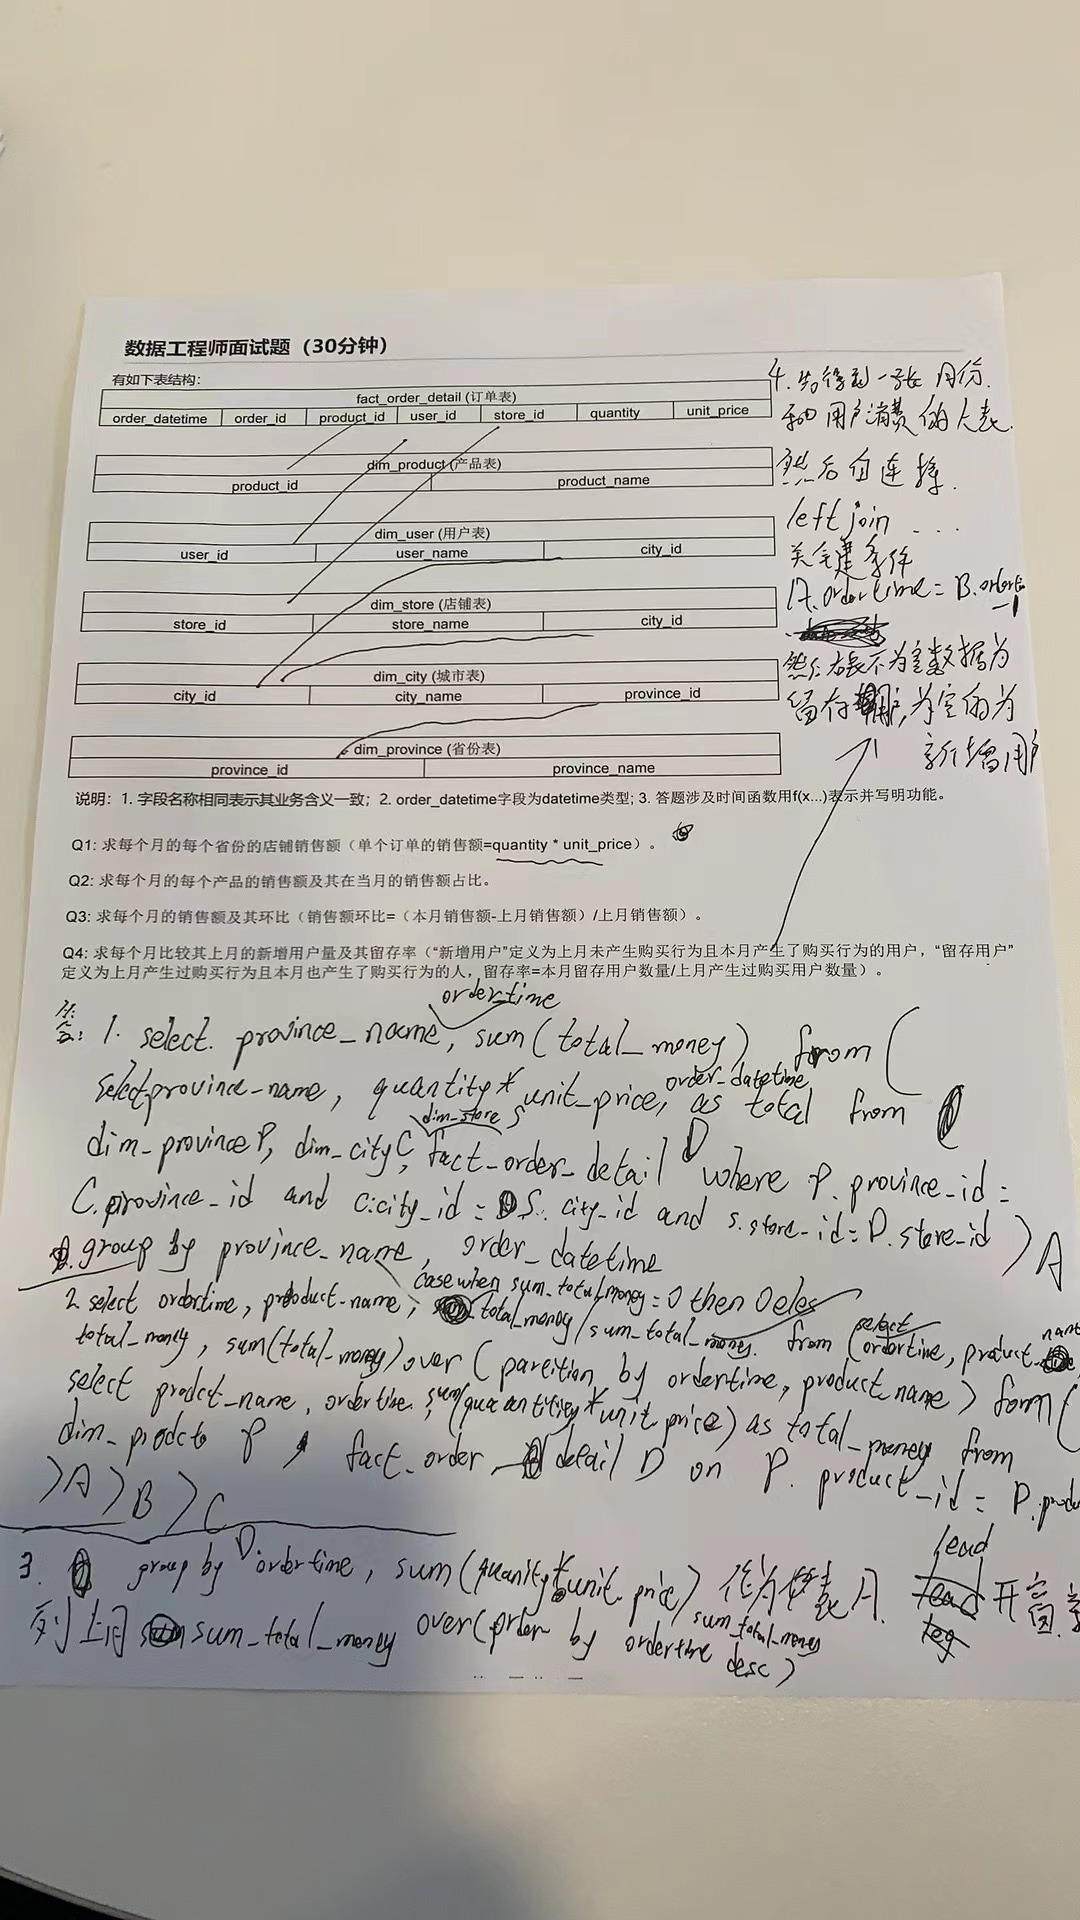 数据工程师面试题（30分钟）
有如下表结构：
fact_order_detail (订单表)
order_datetime order_id product_id user_id store_id quantity unit_price
dim_product (产品表)
product_id product_name
dim_user (用户表)
user_id user_name city_id
dim_store (店铺表)
store_id store_name city_id
dim_city (城市表)
city_id city_name province_id
dim_province (省份表)
province_id province_name
说明：1. 字段名称相同表示其业务含义一致；2. order_datetime字段为datetime类型; 3. 答题涉及时间函数用f(x...)表示并写明功能。
Q1: 求每个月的每个省份的店铺销售额（单个订单的销售额=quantity * unit_price）。
Q2: 求每个月的每个产品的销售额及其在当月的销售额占比。
Q3: 求每个月的销售额及其环比（销售额环比=（本月销售额-上月销售额）/上月销售额）。
Q4: 求每个月比较其上月的新增用户量及其留存率（“新增用户”定义为上月未产生购买行为且本月产生了购买行为的用户，“留存用户”
定义为上月产生过购买行为且本月也产生了购买行为的人，留存率=本月留存用户数量/上月产生过购买用户数量）。
4. 先得到一张 月份
和用户消费的大表.
然后自连接.
left join ...
关键条件
A.ordertime = B.
-1
然后右表不为空数据为
留存用户, 为空的为
新增用户
order_time
答: 1. select. province_name, sum(total_money) from (
select province_name, quantity* unit_price, order_datetime as total from
dim_store S
dim_province P, dim_city C, fact_order_detail D where P.province_id =
C.province_id and c.city_id = S. city_id and s.store_id = D.store_id ) A
group by province_name, order_datetime
case when sum_total_money = 0 then 0 eles
2. select ordertime, product_name, total_money / sum_total_money. from ( select ordertime, product_name
total_money, sum(total_money) over ( partition by ordertime, product name ) form (
select prodct_name, ordertime, sum(quantitiey * unit price) as total_money from
dim_prodcto P, fact_order_detail D on P. product_id = D.
) A ) B ) C
3. group by D ordertime, sum(quanity * unit_price) 作为 表 A. lead 开窗
到上月 sum_total_money over (order by ordertime desc)
sum_total_money